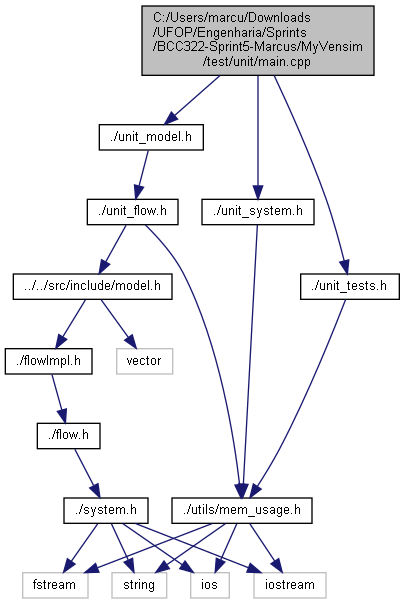 C:/Users/marcu/Downloads
/UFOP/Engenharia/Sprints
/BCC322-Sprint5-Marcus/MyVensim
/test/unit/main.cpp
./unit_model.h
./unit_flow.h
./unit_system.h
../../src/include/model.h
./unit_tests.h
./flowImpl.h
vector
./flow.h
./system.h
./utils/mem_usage.h
fstream
string
ios
iostream